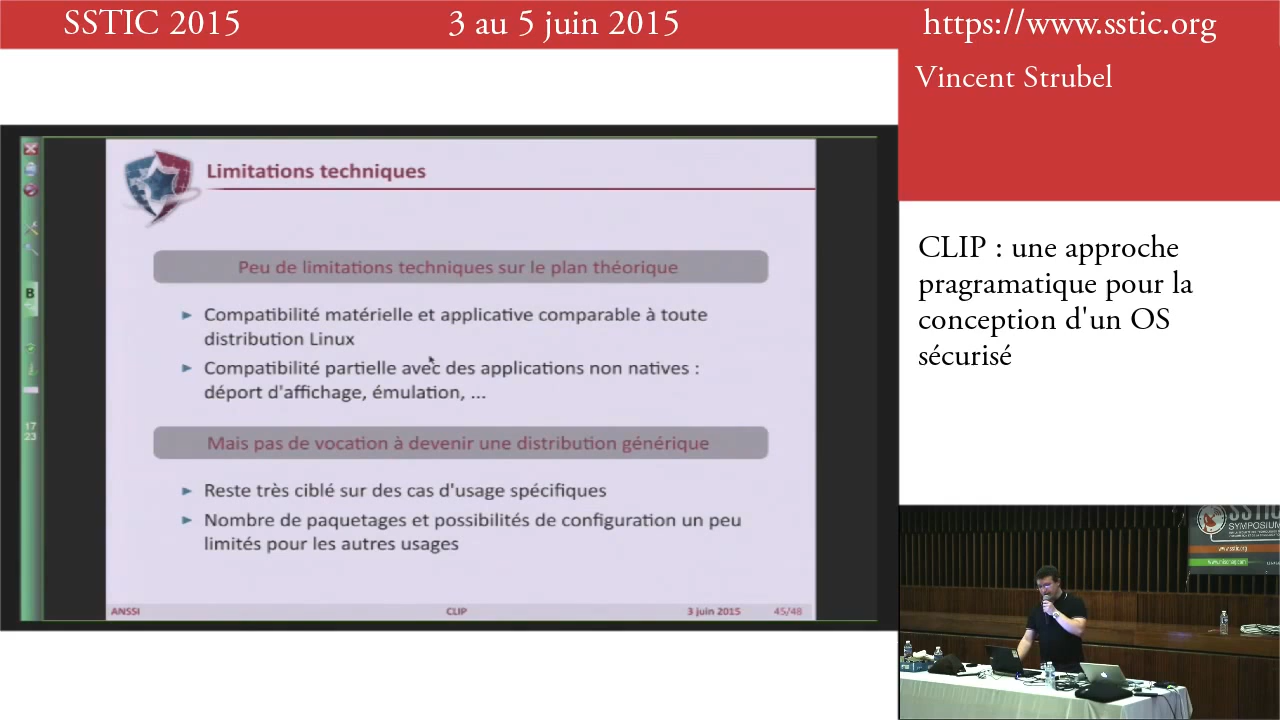 SSTIC 2015
3 au 5 juin 2015
https://www.sstic.org
Vincent Strubel
CLIP : une approche
pragramatique pour la
conception d'un OS
sécurisé
Limitations techniques
Peu de limitations techniques sur le plan théorique
Compatibilité matérielle et applicative comparable à toute
distribution Linux
Compatibilité partielle avec des applications non natives :
déport d'affichage, émulation, ...
Mais pas de vocation à devenir une distribution générique
Reste très ciblé sur des cas d'usage spécifiques
Nombre de paquetages et possibilités de configuration un peu
limités pour les autres usages
ANSSI
CLIP
3 juin 2015
45/48
B
17
23
SSTIC
SYMPOSIUM